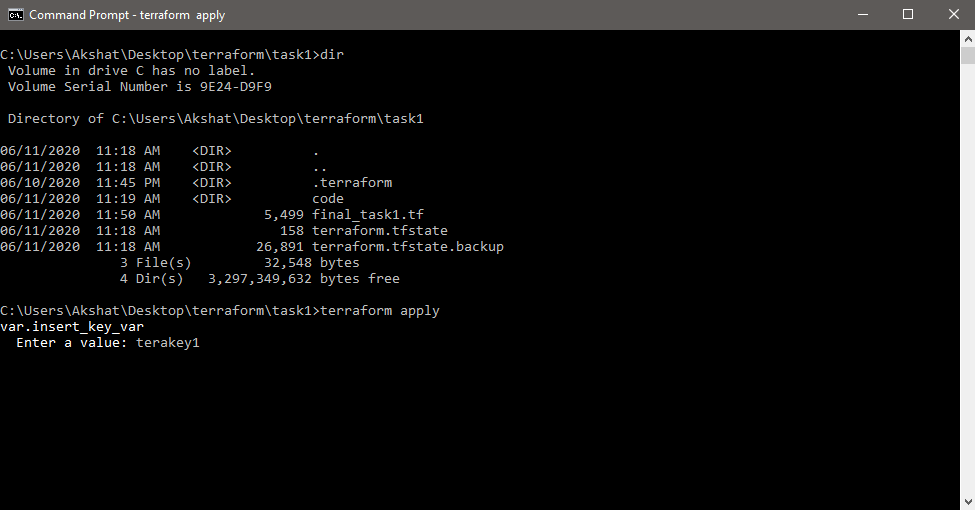 Command Prompt - terraform  apply
C:\Users\Akshat\Desktop\terraform\task1>dir
 Volume in drive C has no label.
 Volume Serial Number is 9E24-D9F9
 Directory of C:\Users\Akshat\Desktop\terraform\task1
06/11/2020  11:18 AM    <DIR>          .
06/11/2020  11:18 AM    <DIR>          ..
06/10/2020  11:45 PM    <DIR>          .terraform
06/11/2020  11:19 AM    <DIR>          code
06/11/2020  11:50 AM             5,499 final_task1.tf
06/11/2020  11:18 AM               158 terraform.tfstate
06/11/2020  11:18 AM            26,891 terraform.tfstate.backup
               3 File(s)         32,548 bytes
               4 Dir(s)   3,297,349,632 bytes free
C:\Users\Akshat\Desktop\terraform\task1>terraform apply
var.insert_key_var
  Enter a value: terakey1